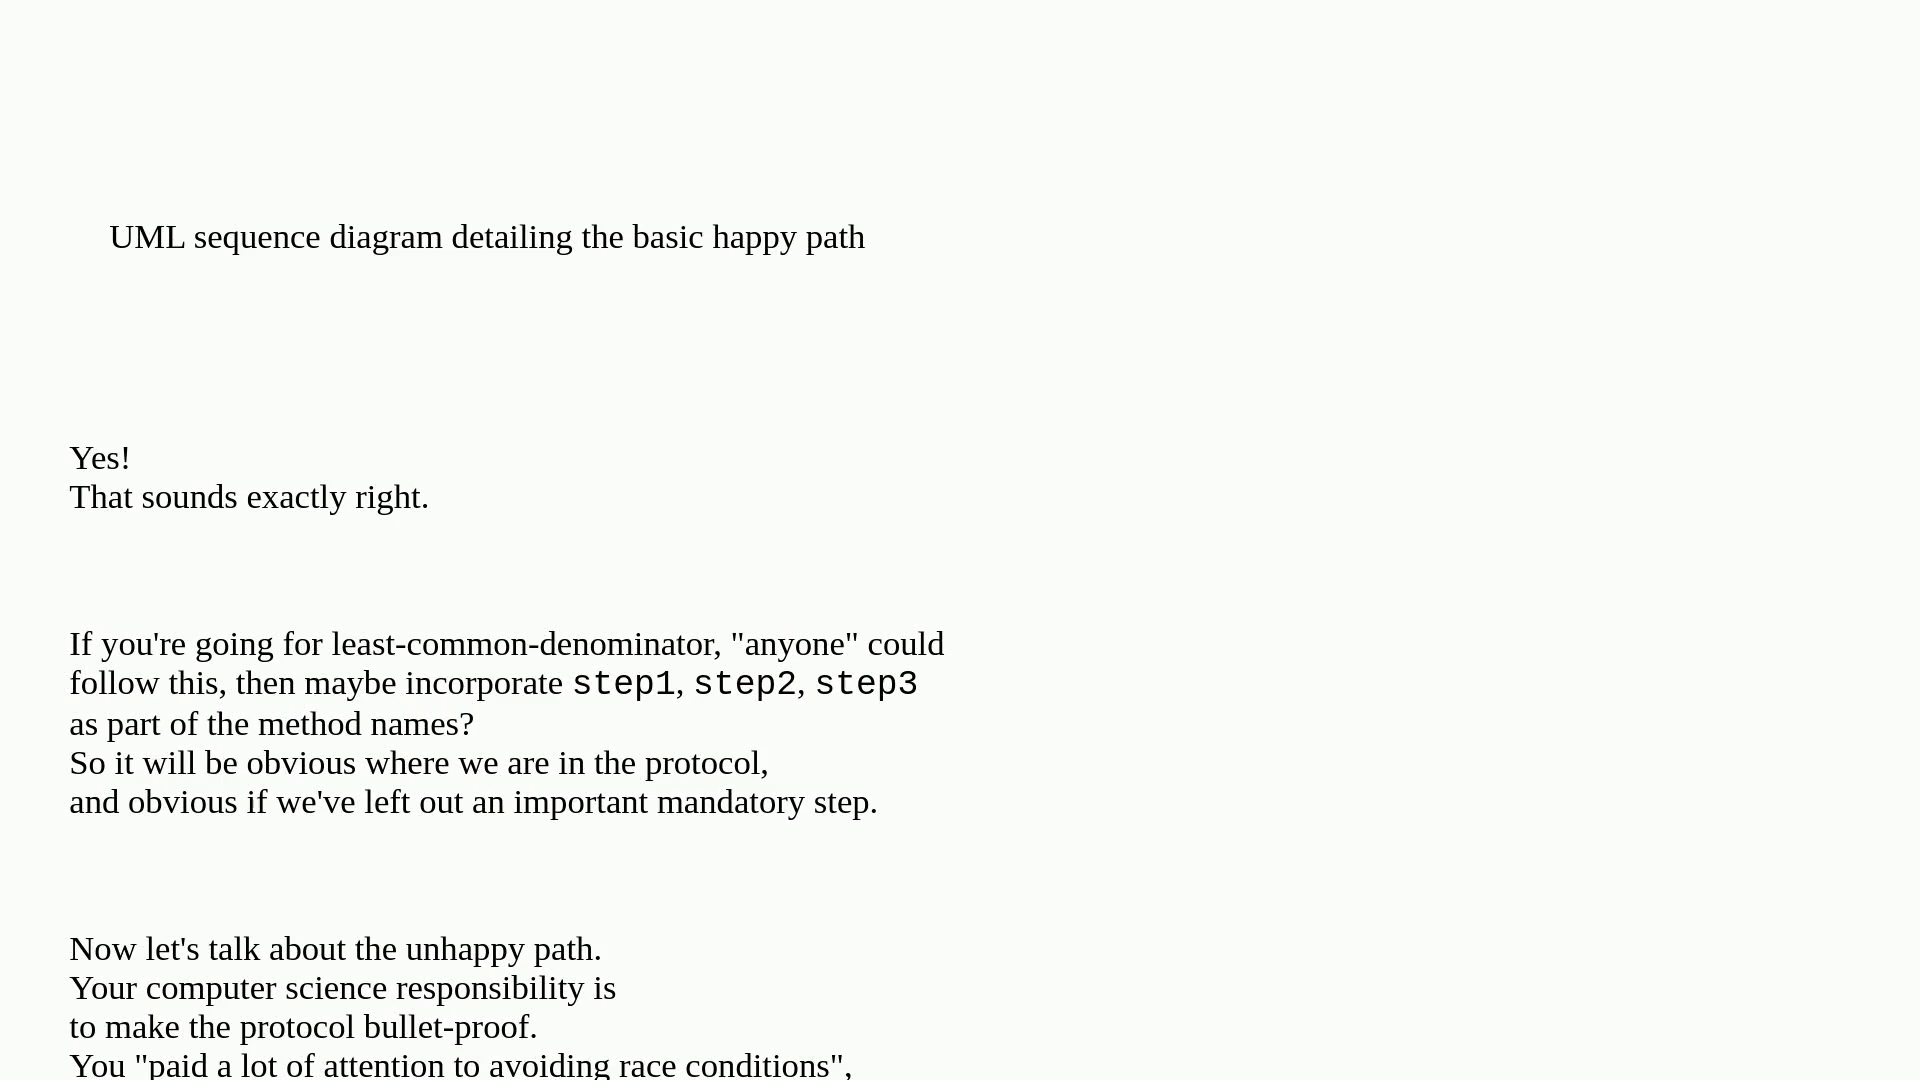 UML sequence diagram detailing the basic happy path
Yes!
That sounds exactly right.
If you're going for least-common-denominator, "anyone" could
follow this, then maybe incorporate step1, step2, step3
as part of the method names?
So it will be obvious where we are in the protocol,
and obvious if we've left out an important mandatory step.
Now let's talk about the unhappy path.
Your computer science responsibility is
to make the protocol bullet-proof.
You "paid a lot of attention to avoiding race conditions",